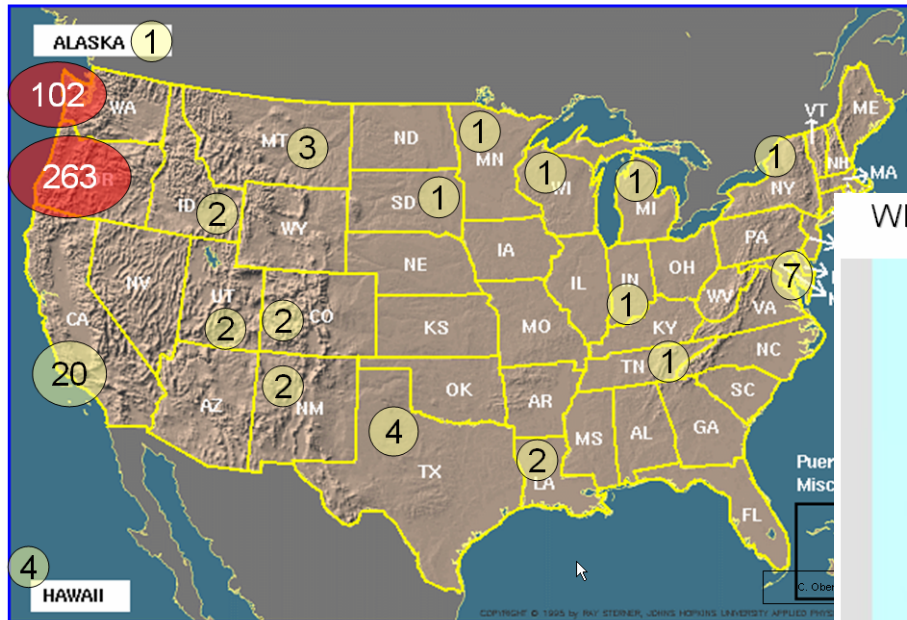 ALASKA 1
102
WA
263
MT 3
ND
1
MN
1
WI
1
MI
1
NY
VT
ME
NH
MA
ID 2
SD 1
WY
WI
PA
7
IA
NE
NV
UT
2
2
CO
IL
IN
1
OH
WV
VA
CA
20
KS
MO
KY
TN 1
NC
AZ
2
NM
OK
AR
SC
4
TX
2
LA
MS
AL
GA
FL
Puer
Misc
4
HAWAII
C. Ober
COPYRIGHT © 1995 by RAY STERNER, JOHNS HOPKINS UNIVERSITY APPLIED PHYS